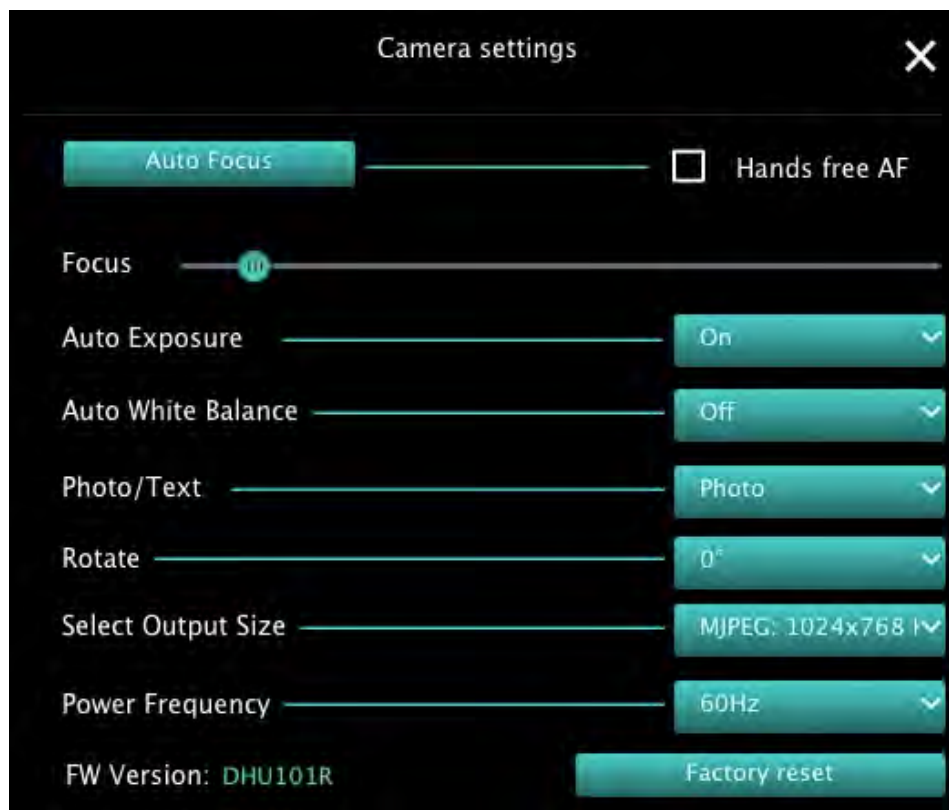 Camera settings
Auto Focus Hands free AF
Focus
Auto Exposure On
Auto White Balance Off
Photo/Text Photo
Rotate 0°
Select Output Size MJPEG: 1024x768
Power Frequency 60Hz
FW Version: DHU101R Factory reset